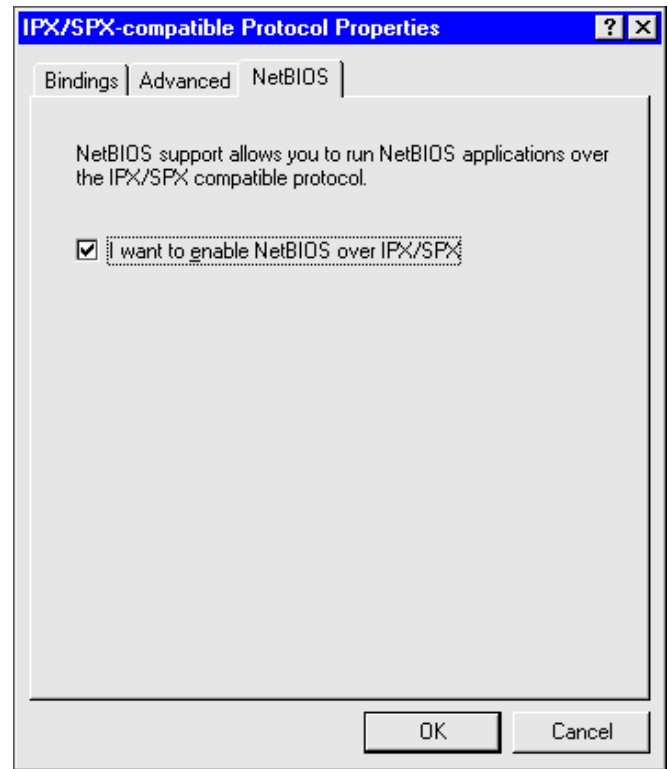 IPX/SPX-compatible Protocol Properties
Bindings Advanced NetBIOS
NetBIOS support allows you to run NetBIOS applications over
the IPX/SPX compatible protocol.
I want to enable NetBIOS over IPX/SPX
OK Cancel